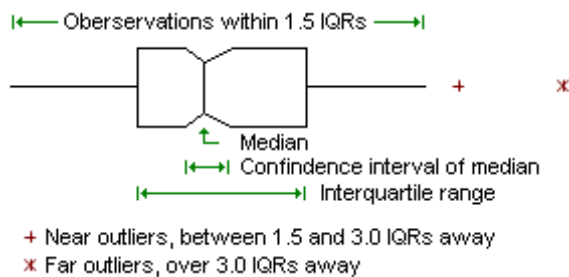 Oberservations within 1.5 IQRs
Median
Confindence interval of median
Interquartile range
+ Near outliers, between 1.5 and 3.0 IQRs away
* Far outliers, over 3.0 IQRs away